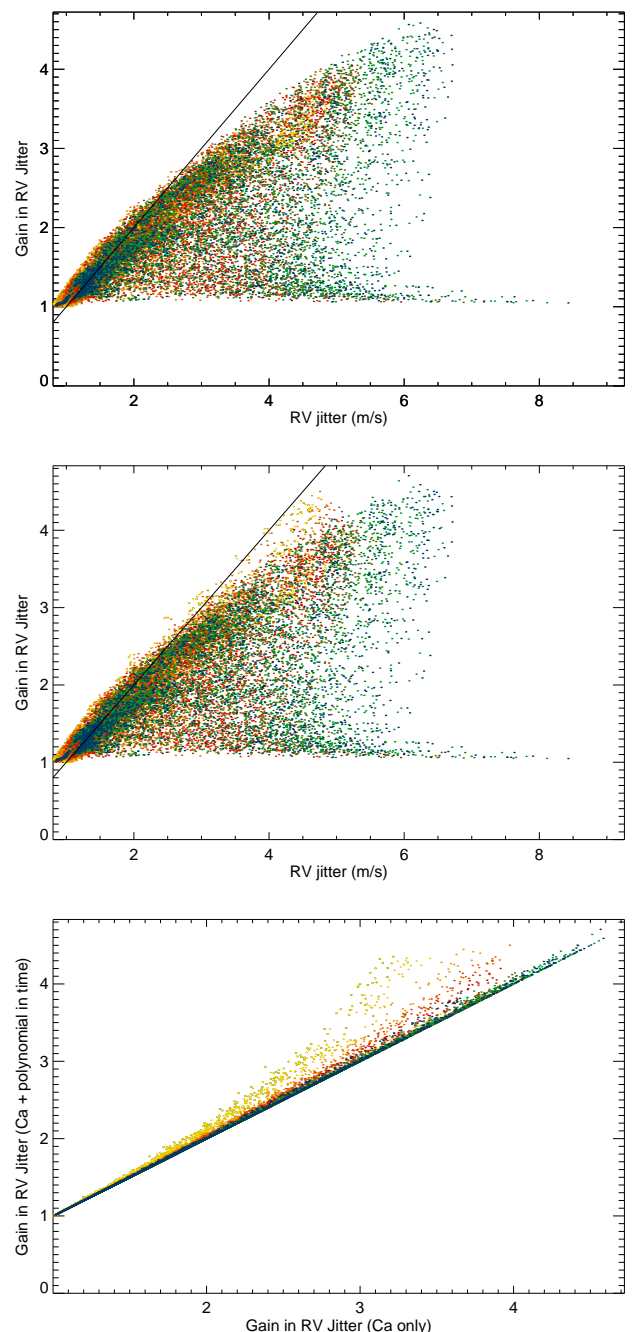 4
3
2
1
0
Gain in RV Jitter
2 4 6 8
RV jitter (m/s)
4
3
2
1
0
Gain in RV Jitter
2 4 6 8
RV jitter (m/s)
4
3
2
1
0
Gain in RV Jitter (Ca + polynomial in time)
2 3 4
Gain in RV Jitter (Ca only)